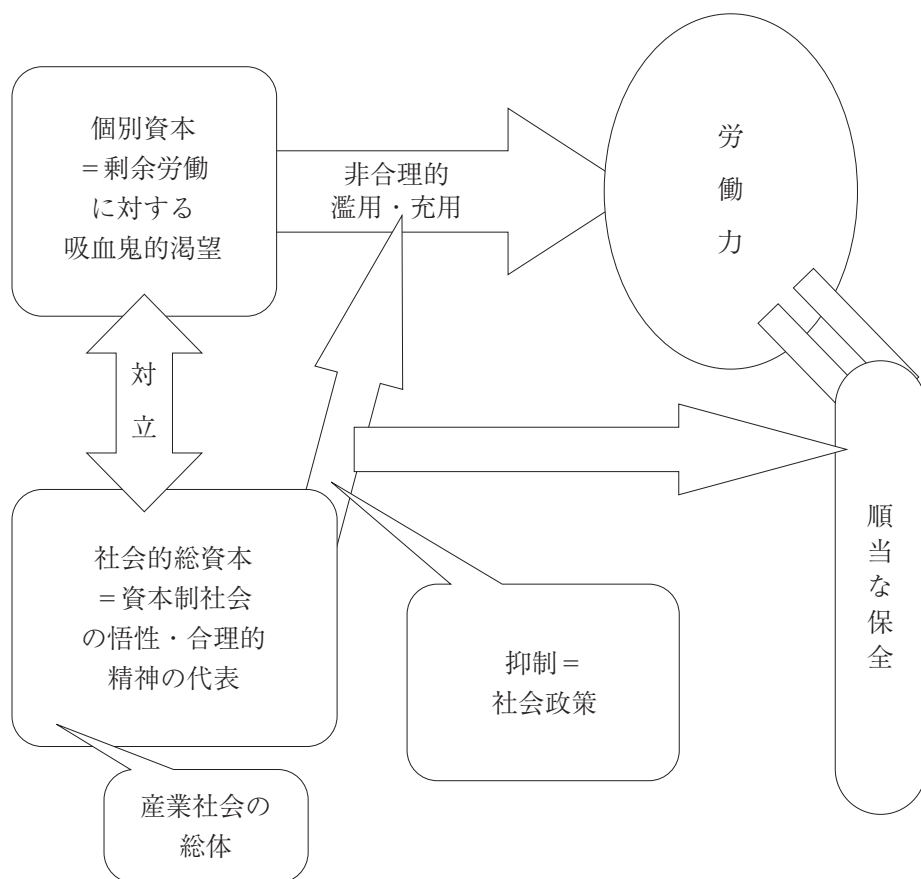 個別資本
＝剰余労働
に対する
吸血鬼的渇望
非合理的
濫用・充用
労働力
対立
社会的総資本
＝資本制社会
の悟性・合理的
精神の代表
抑制＝
社会政策
順当な保全
産業社会の
総体